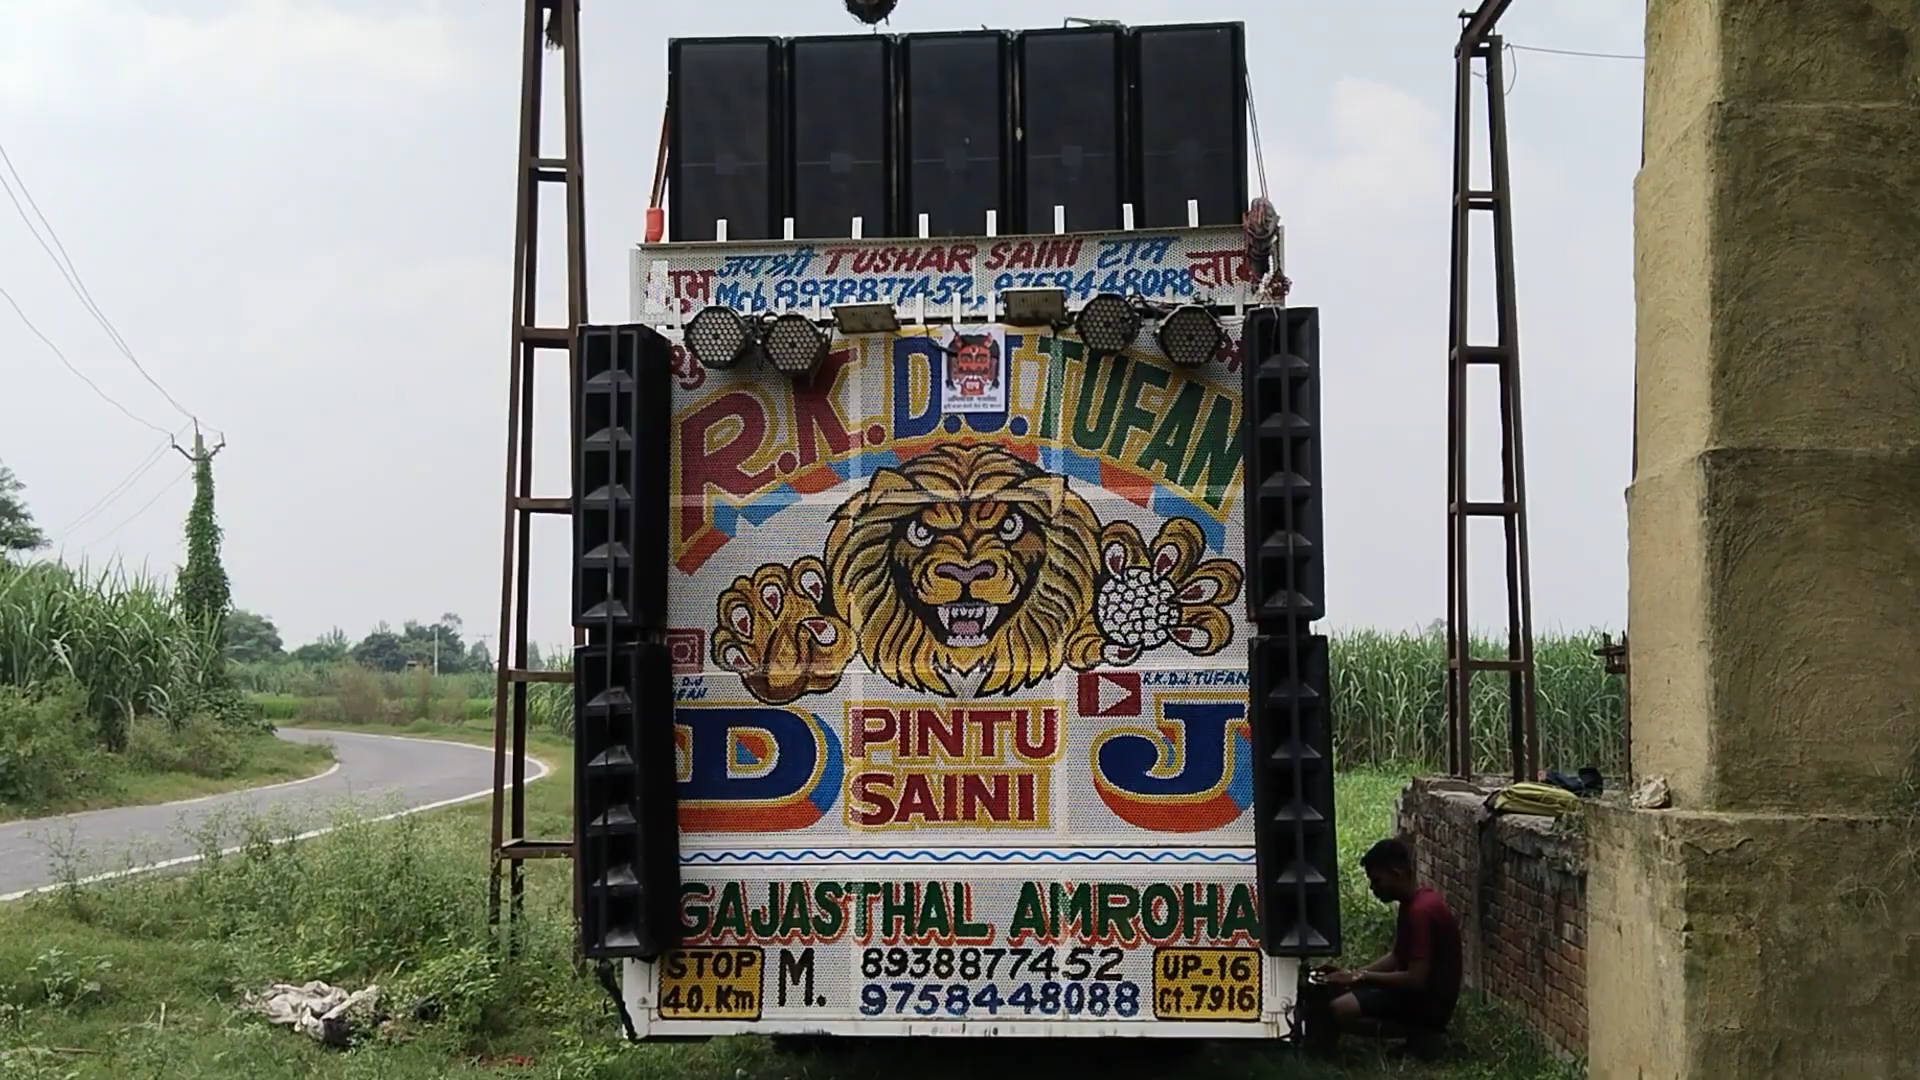 जय श्री TUSHAR SAINI राम
शुभ लाभ
Mob. 8938877452, 9758448088
R.K. D.J. TUFAN
R.K.D.J.TUFAN
D PINTU J
SAINI
GAJASTHAL AMROHA
STOP M. 8938877452 UP-16
40.Km 9758448088 CT.7916